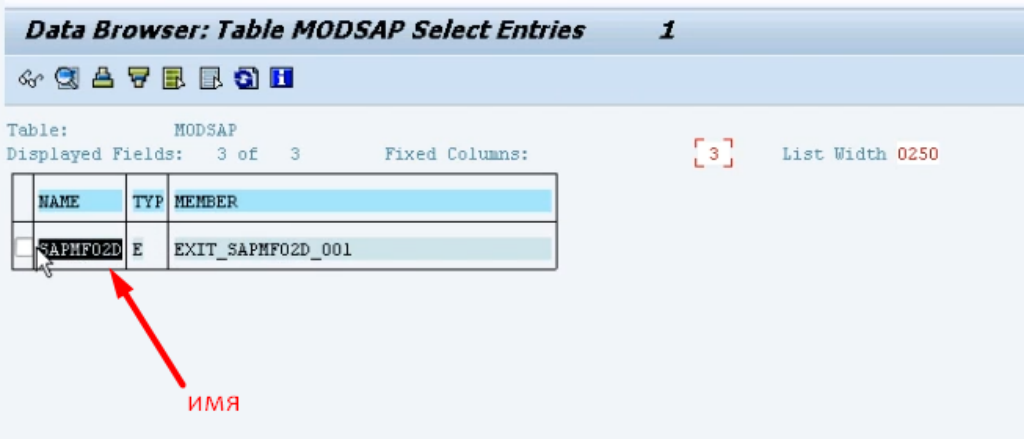 Data Browser: Table MODSAP Select Entries 1
Table: MODSAP
Displayed Fields: 3 of 3 Fixed Columns: 3 List Width 0250
NAME TYP MEMBER
SAPMF02D E EXIT_SAPMF02D_001
имя